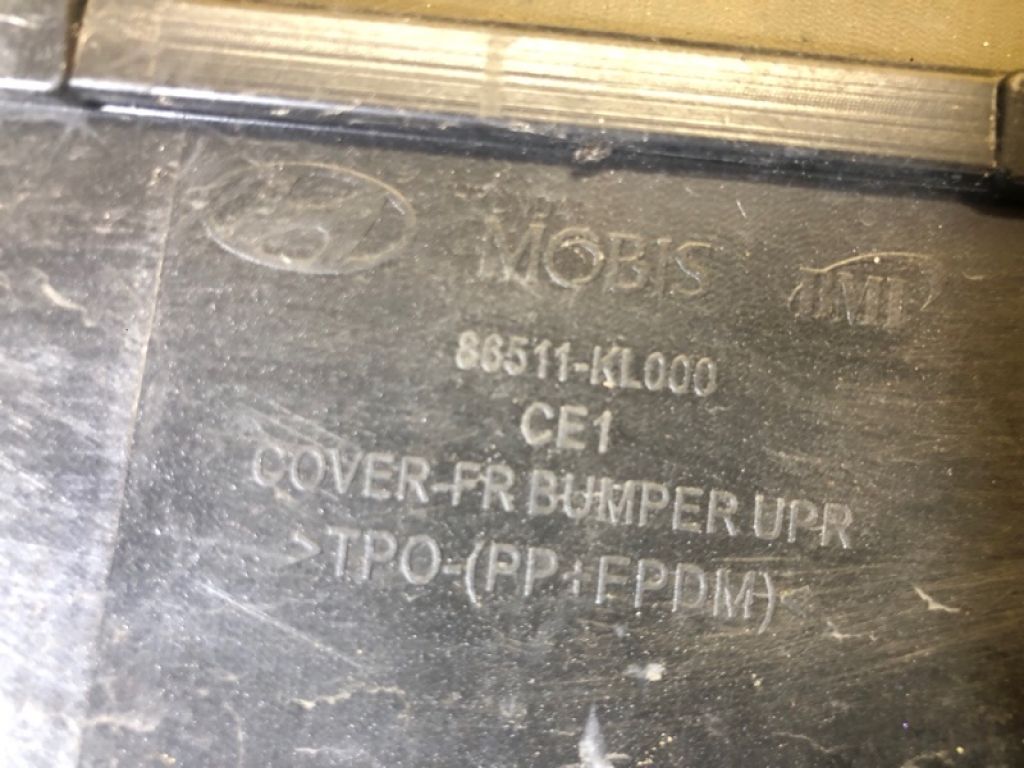 MOBIS
86511-KL000
CE1
COVER-FR BUMPER UPR
>TPO-(PP+EPDM)<